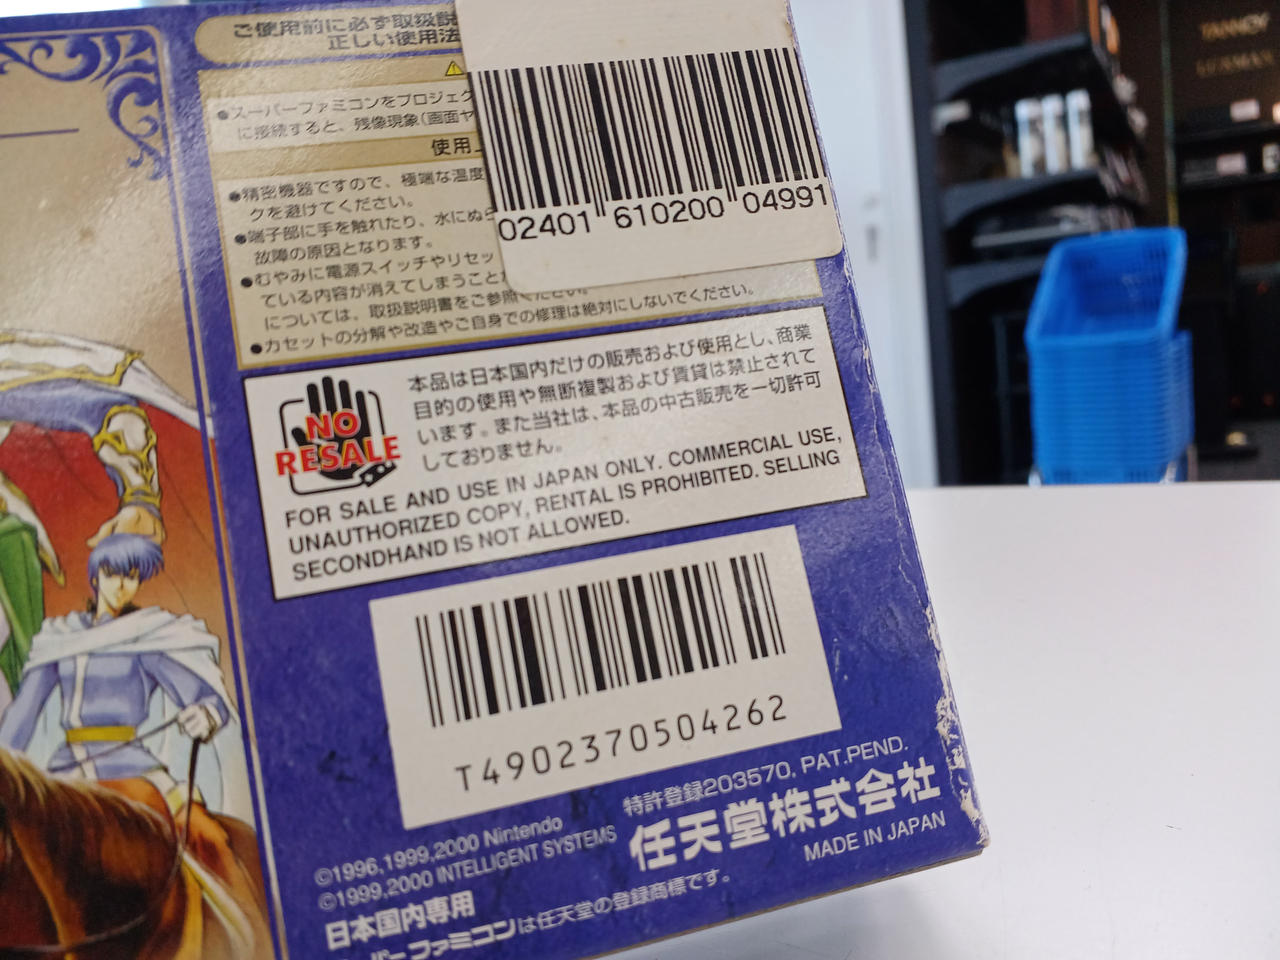 ご使用前に必ず取扱説
正しい使用法
●スーパーファミコンをプロジェク
に接続すると、残像現象(画面ヤ
使用上
●精密機器ですので、極端な温度
クを避けてください。
●端子部に手を触れたり、水にぬら
故障の原因となります。
●むやみに電源スイッチやリセッ
ている内容が消えてしまうこと
については、取扱説明書をご参照ください。
●カセットの分解や改造やご自身での修理は絶対にしないでください。
02401 610200 04991
NO
RESALE
本品は日本国内だけの販売および使用とし、商業
目的の使用や無断複製および賃貸は禁止されて
います。また当社は、本品の中古販売を一切許可
しておりません。
FOR SALE AND USE IN JAPAN ONLY. COMMERCIAL USE,
UNAUTHORIZED COPY, RENTAL IS PROHIBITED. SELLING
SECONDHAND IS NOT ALLOWED.
T4902370504262
特許登録203570, PAT.PEND.
©1996,1999,2000 Nintendo
©1999,2000 INTELLIGENT SYSTEMS
任天堂株式会社
MADE IN JAPAN
日本国内専用
ーパーファミコンは任天堂の登録商標です。
TANNOY